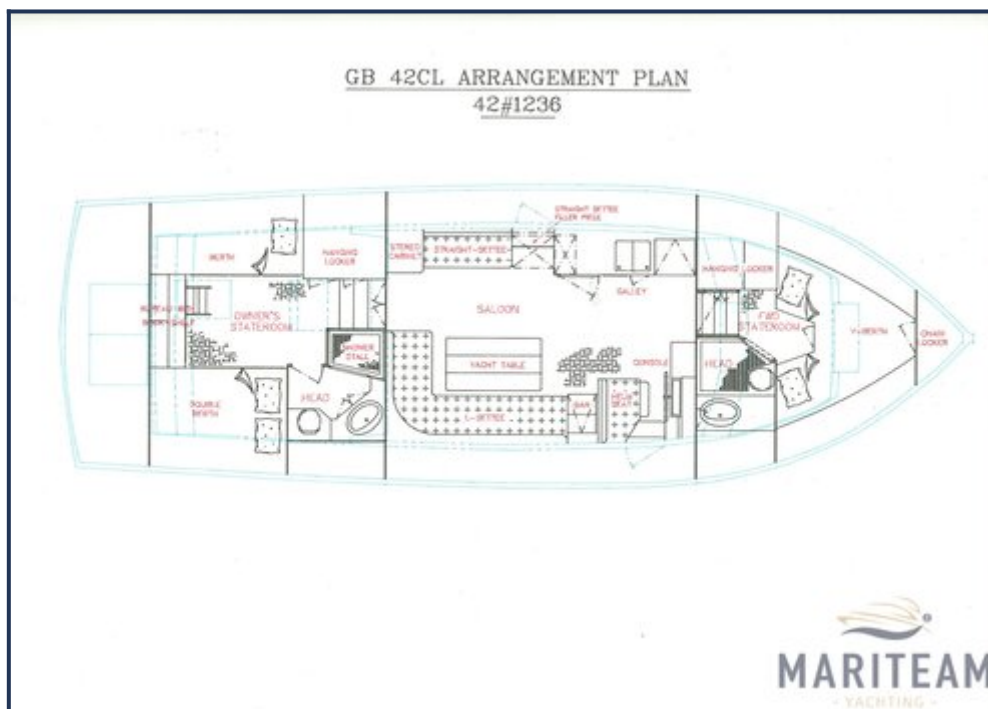 GB 42CL ARRANGEMENT PLAN
42#1236
STRAIGHT SETTEE
FILLER PIECE
BERTH
HANGING
LOCKER
STEREO
CABINET
STRAIGHT-SETTEE
GALLEY
HANGING LOCKER
OWNER'S
STATEROOM
SALOON
FWD
STATEROOM
V-BERTH
CHAIN
LOCKER
SHOWER
STALL
YACHT TABLE
CONSOLE
HEAD
DOUBLE
BERTH
HEAD
L-SETTEE
BAR
SEAT
MARITEAM
- YACHTING -